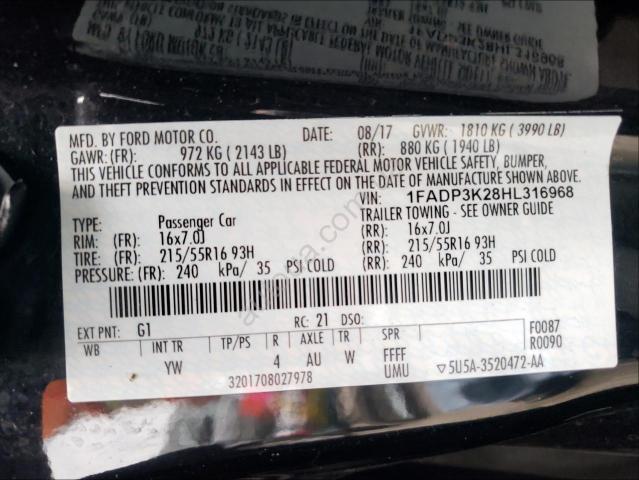 MFD. BY FORD MOTOR CO. DATE: 08/17 GVWR: 1810 KG ( 3990 LB)
GAWR: (FR): 972 KG ( 2143 LB) (RR): 880 KG ( 1940 LB)
THIS VEHICLE CONFORMS TO ALL APPLICABLE FEDERAL MOTOR VEHICLE SAFETY, BUMPER,
AND THEFT PREVENTION STANDARDS IN EFFECT ON THE DATE OF MANUFACTURE SHOWN ABOVE.
VIN: 1FADP3K28HL316968
TYPE: Passenger Car TRAILER TOWING - SEE OWNER GUIDE
RIM: (FR): 16x7.0J (RR): 16x7.0J
TIRE: (FR): 215/55R16 93H (RR): 215/55R16 93H
PRESSURE: (FR): 240 kPa/ 35 PSI COLD (RR): 240 kPa/ 35 PSI COLD
EXT PNT: G1 RC: 21 DSO: F0087
WB INT TR TP/PS R AXLE TR SPR R0090
YW 4 AU W FFFF
UMU
3201708027978 ▽5U5A-3520472-AA